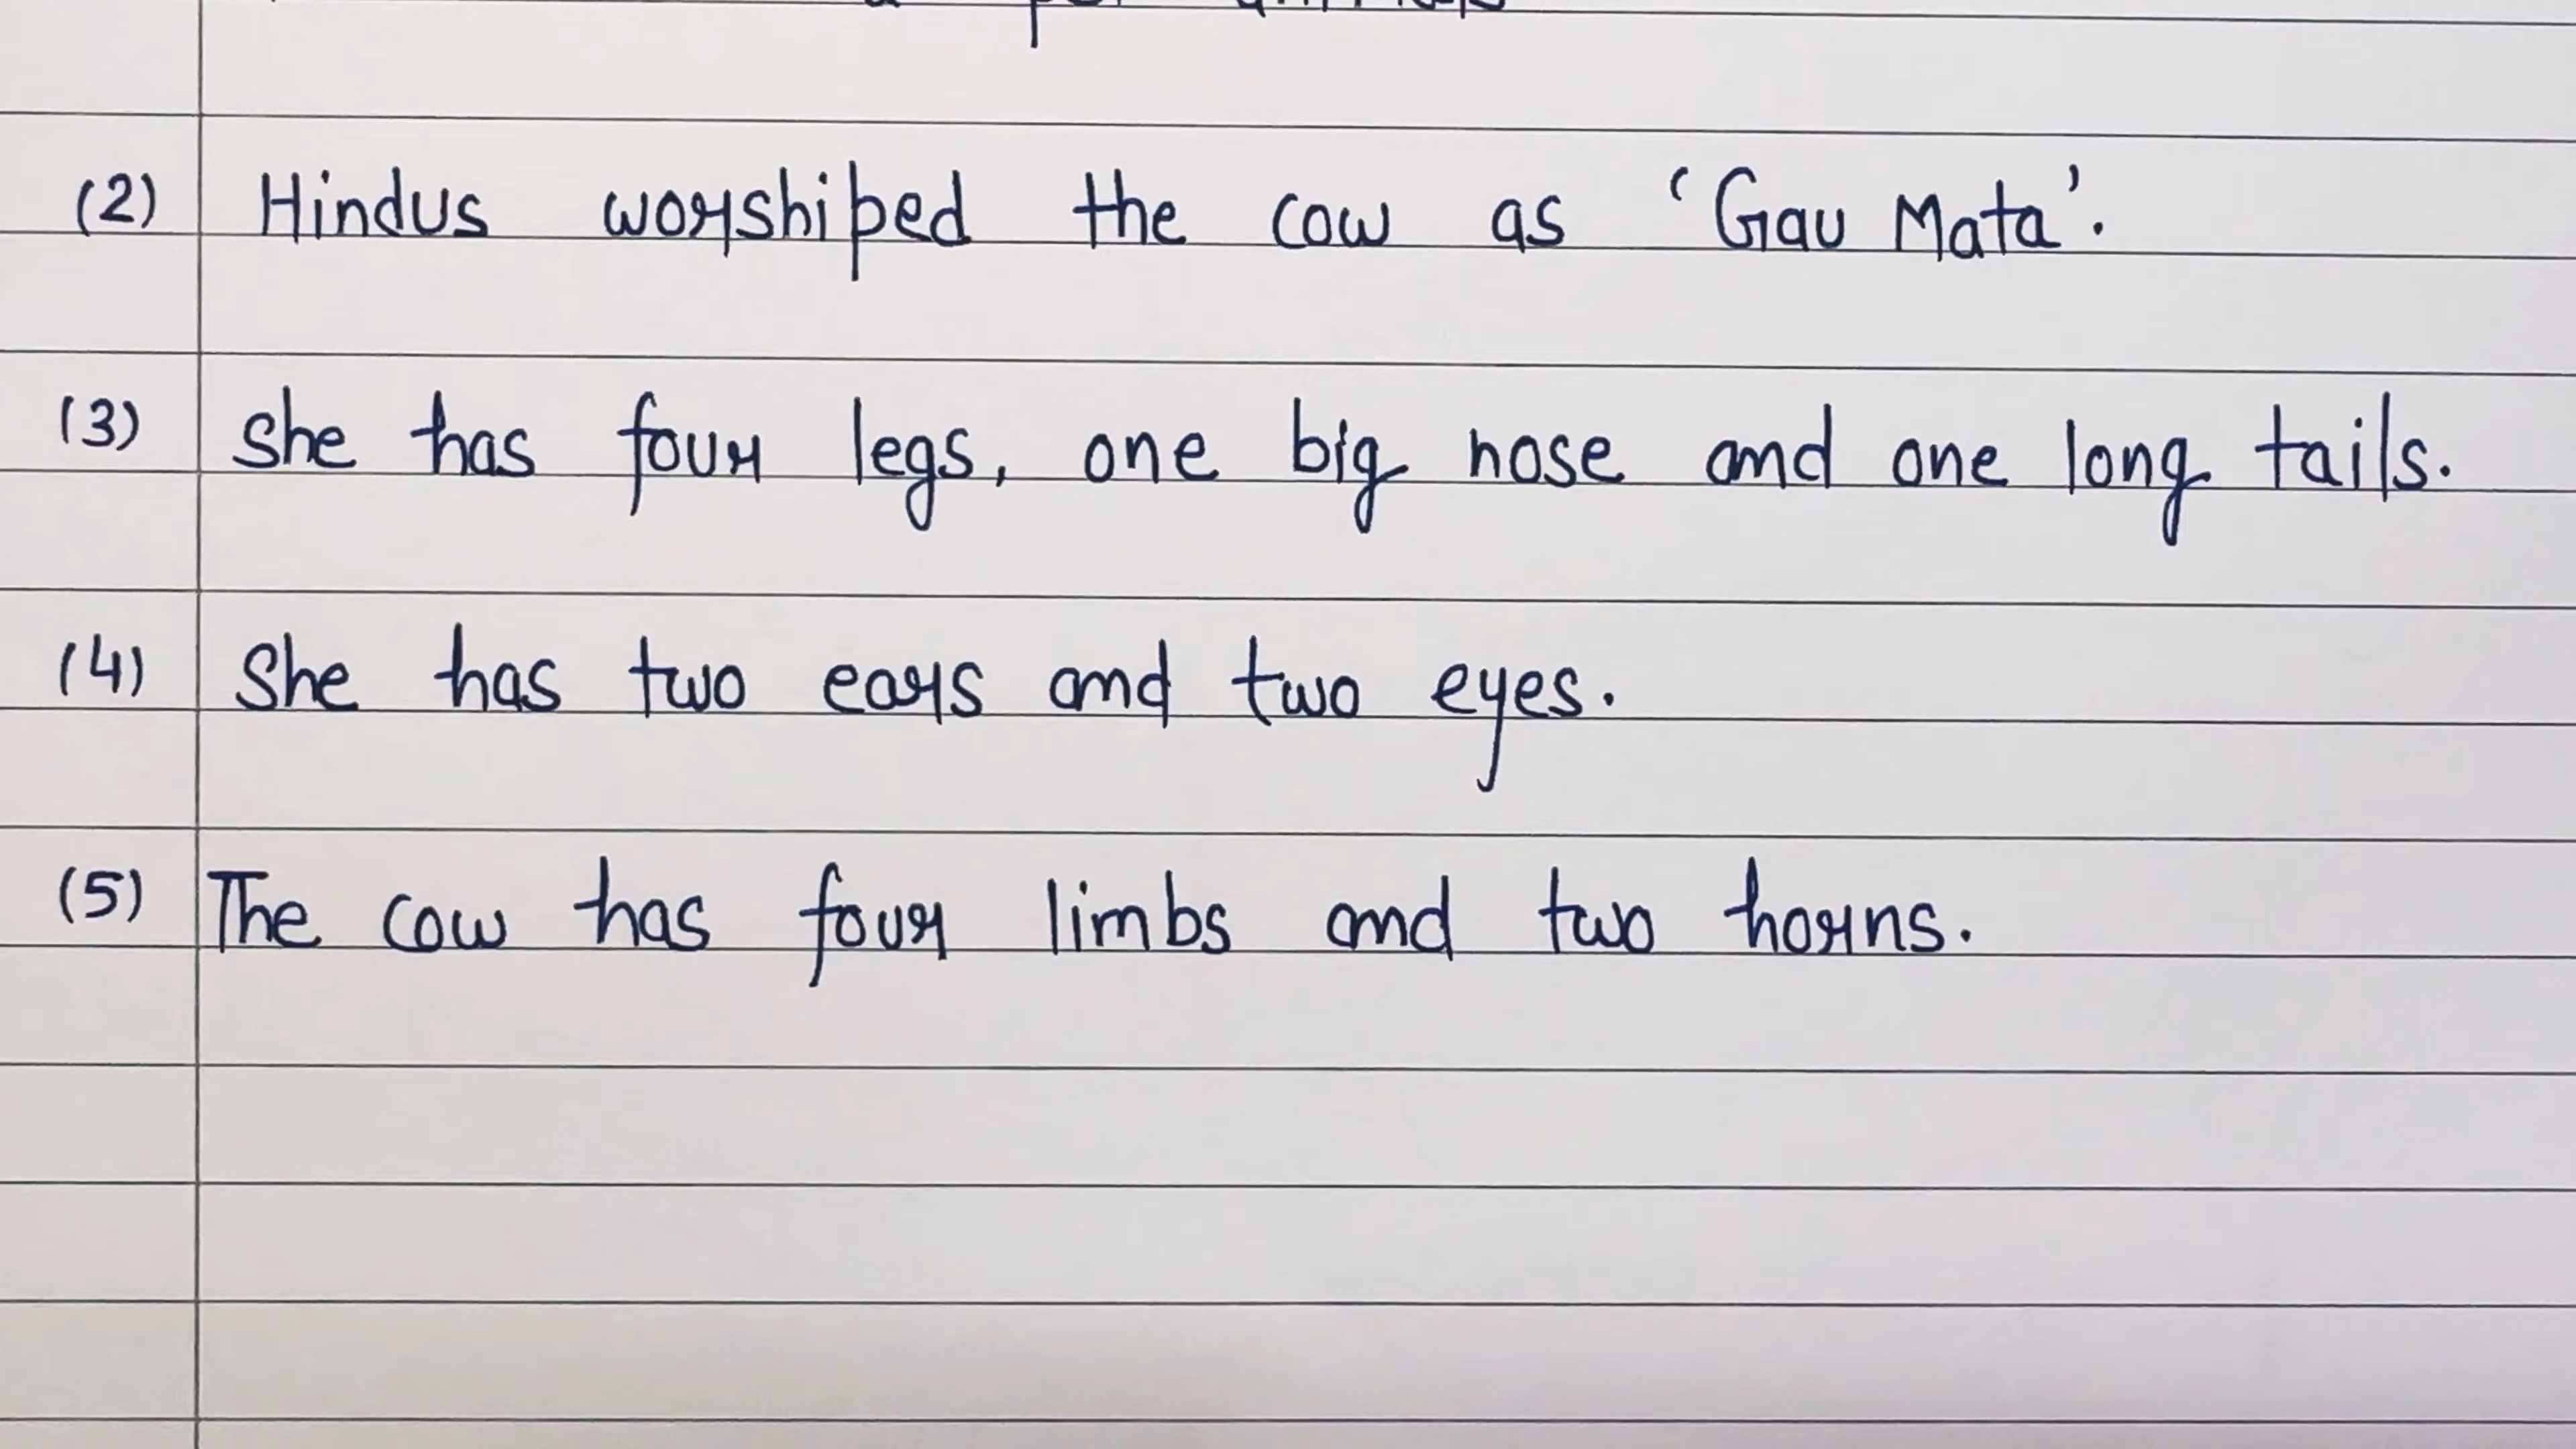 (2) Hindus worshiped the cow as ‘Gau Mata’.
(3) She has four legs, one big nose and one long tails.
(4) She has two ears and two eyes.
(5) The cow has four limbs and two horns.